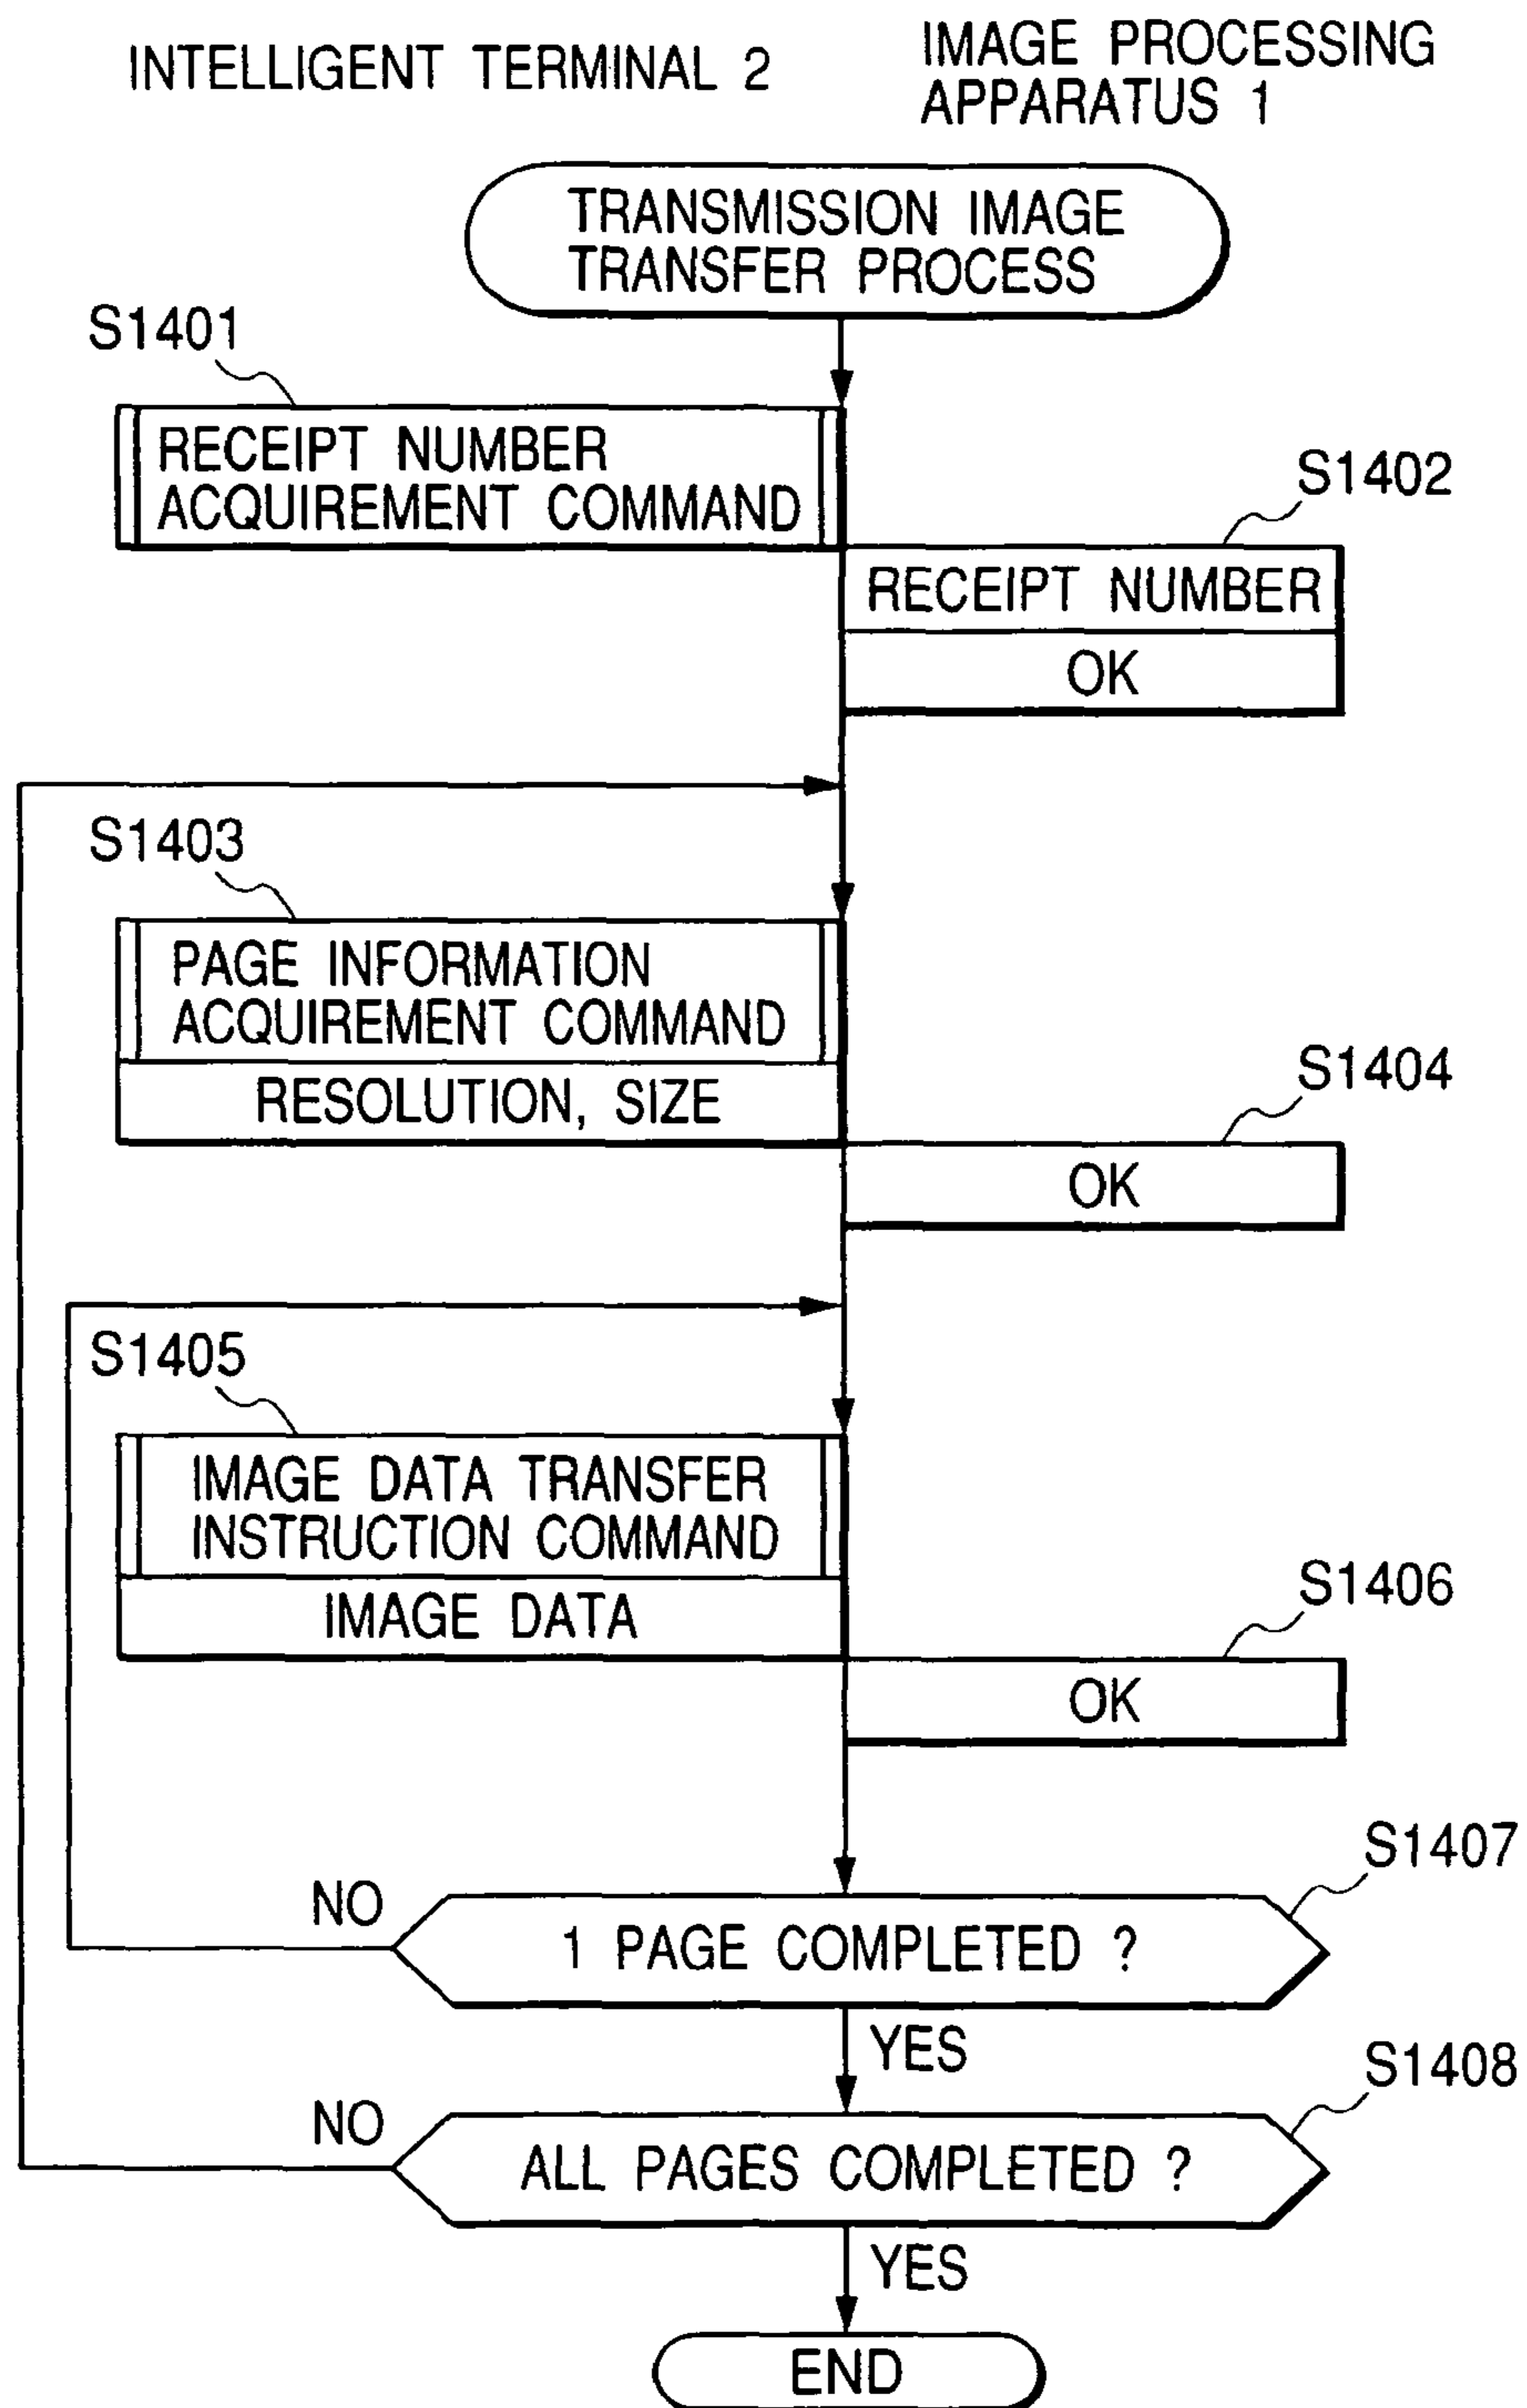 INTELLIGENT TERMINAL 2
IMAGE PROCESSING
APPARATUS 1
TRANSMISSION IMAGE
TRANSFER PROCESS
S1401
RECEIPT NUMBER
ACQUIREMENT COMMAND
S1402
RECEIPT NUMBER
OK
S1403
PAGE INFORMATION
ACQUIREMENT COMMAND
RESOLUTION, SIZE
S1404
OK
S1405
IMAGE DATA TRANSFER
INSTRUCTION COMMAND
IMAGE DATA
S1406
OK
S1407
NO
1 PAGE COMPLETED ?
YES
S1408
NO
ALL PAGES COMPLETED ?
YES
END